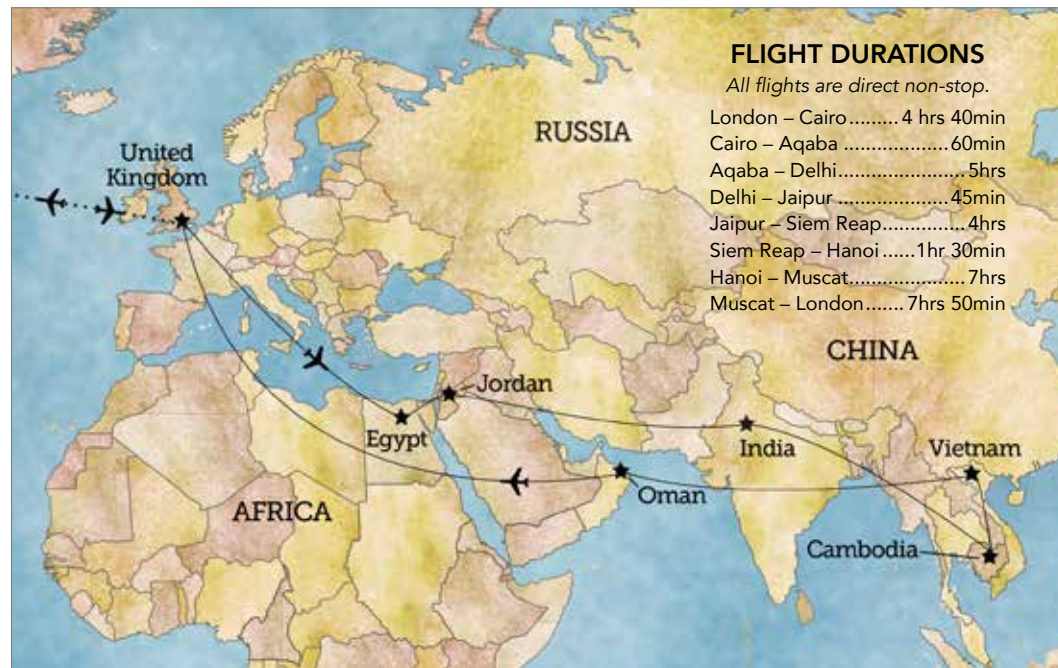 FLIGHT DURATIONS
All flights are direct non-stop.
London – Cairo......... 4 hrs 40min
Cairo – Aqaba ...................60min
Aqaba – Delhi.......................5hrs
Delhi – Jaipur ....................45min
Jaipur – Siem Reap...............4hrs
Siem Reap – Hanoi ......1hr 30min
Hanoi – Muscat.....................7hrs
Muscat – London....... 7hrs 50min
RUSSIA
United
Kingdom
CHINA
Jordan
Egypt
India
Vietnam
Oman
AFRICA
Cambodia